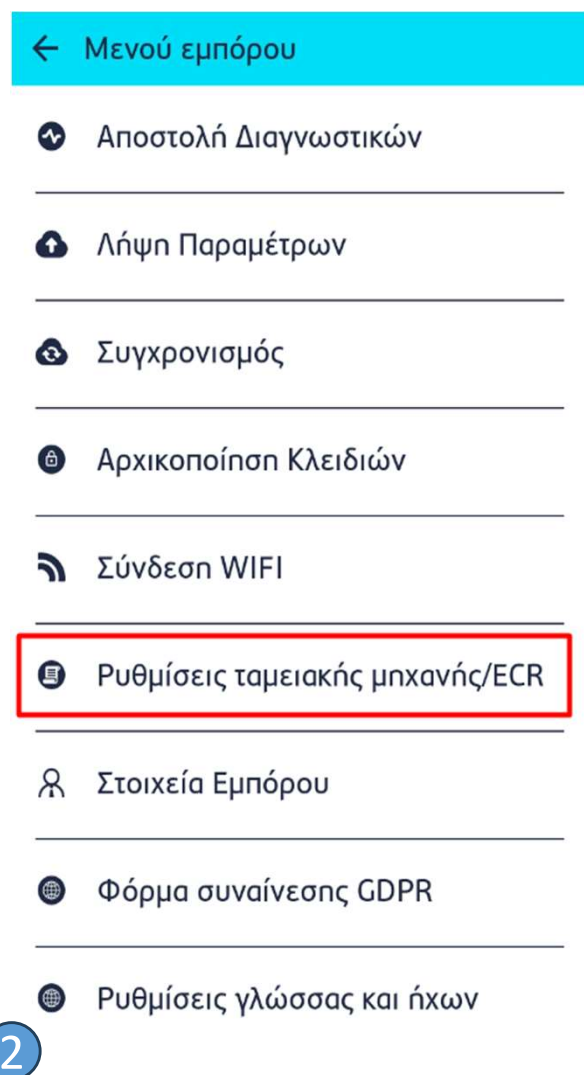 Μενού εμπόρου
Αποστολή Διαγνωστικών
Λήψη Παραμέτρων
Συγχρονισμός
Αρχικοποίηση Κλειδιών
Σύνδεση WIFI
Ρυθμίσεις ταμειακής μηχανής/ECR
Στοιχεία Εμπόρου
Φόρμα συναίνεσης GDPR
Ρυθμίσεις γλώσσας και ήχων
2